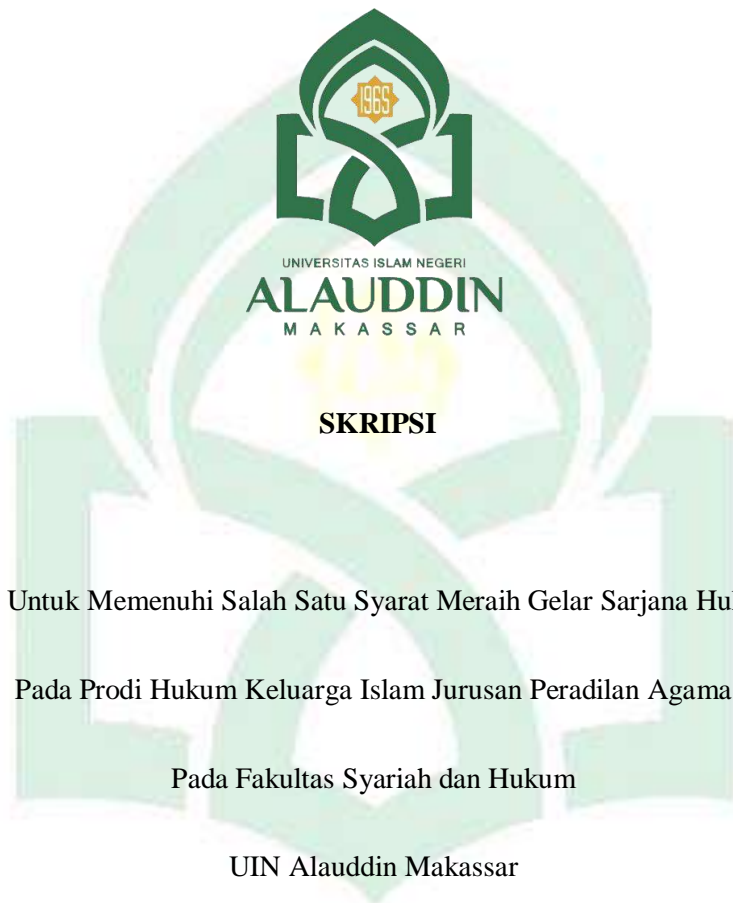 1965
UNIVERSITAS ISLAM NEGERI
ALAUDDIN
MAKASSAR
SKRIPSI
Untuk Memenuhi Salah Satu Syarat Meraih Gelar Sarjana
Pada Prodi Hukum Keluarga Islam Jurusan Peradilan Agama
Pada Fakultas Syariah dan Hukum
UIN Alauddin Makassar